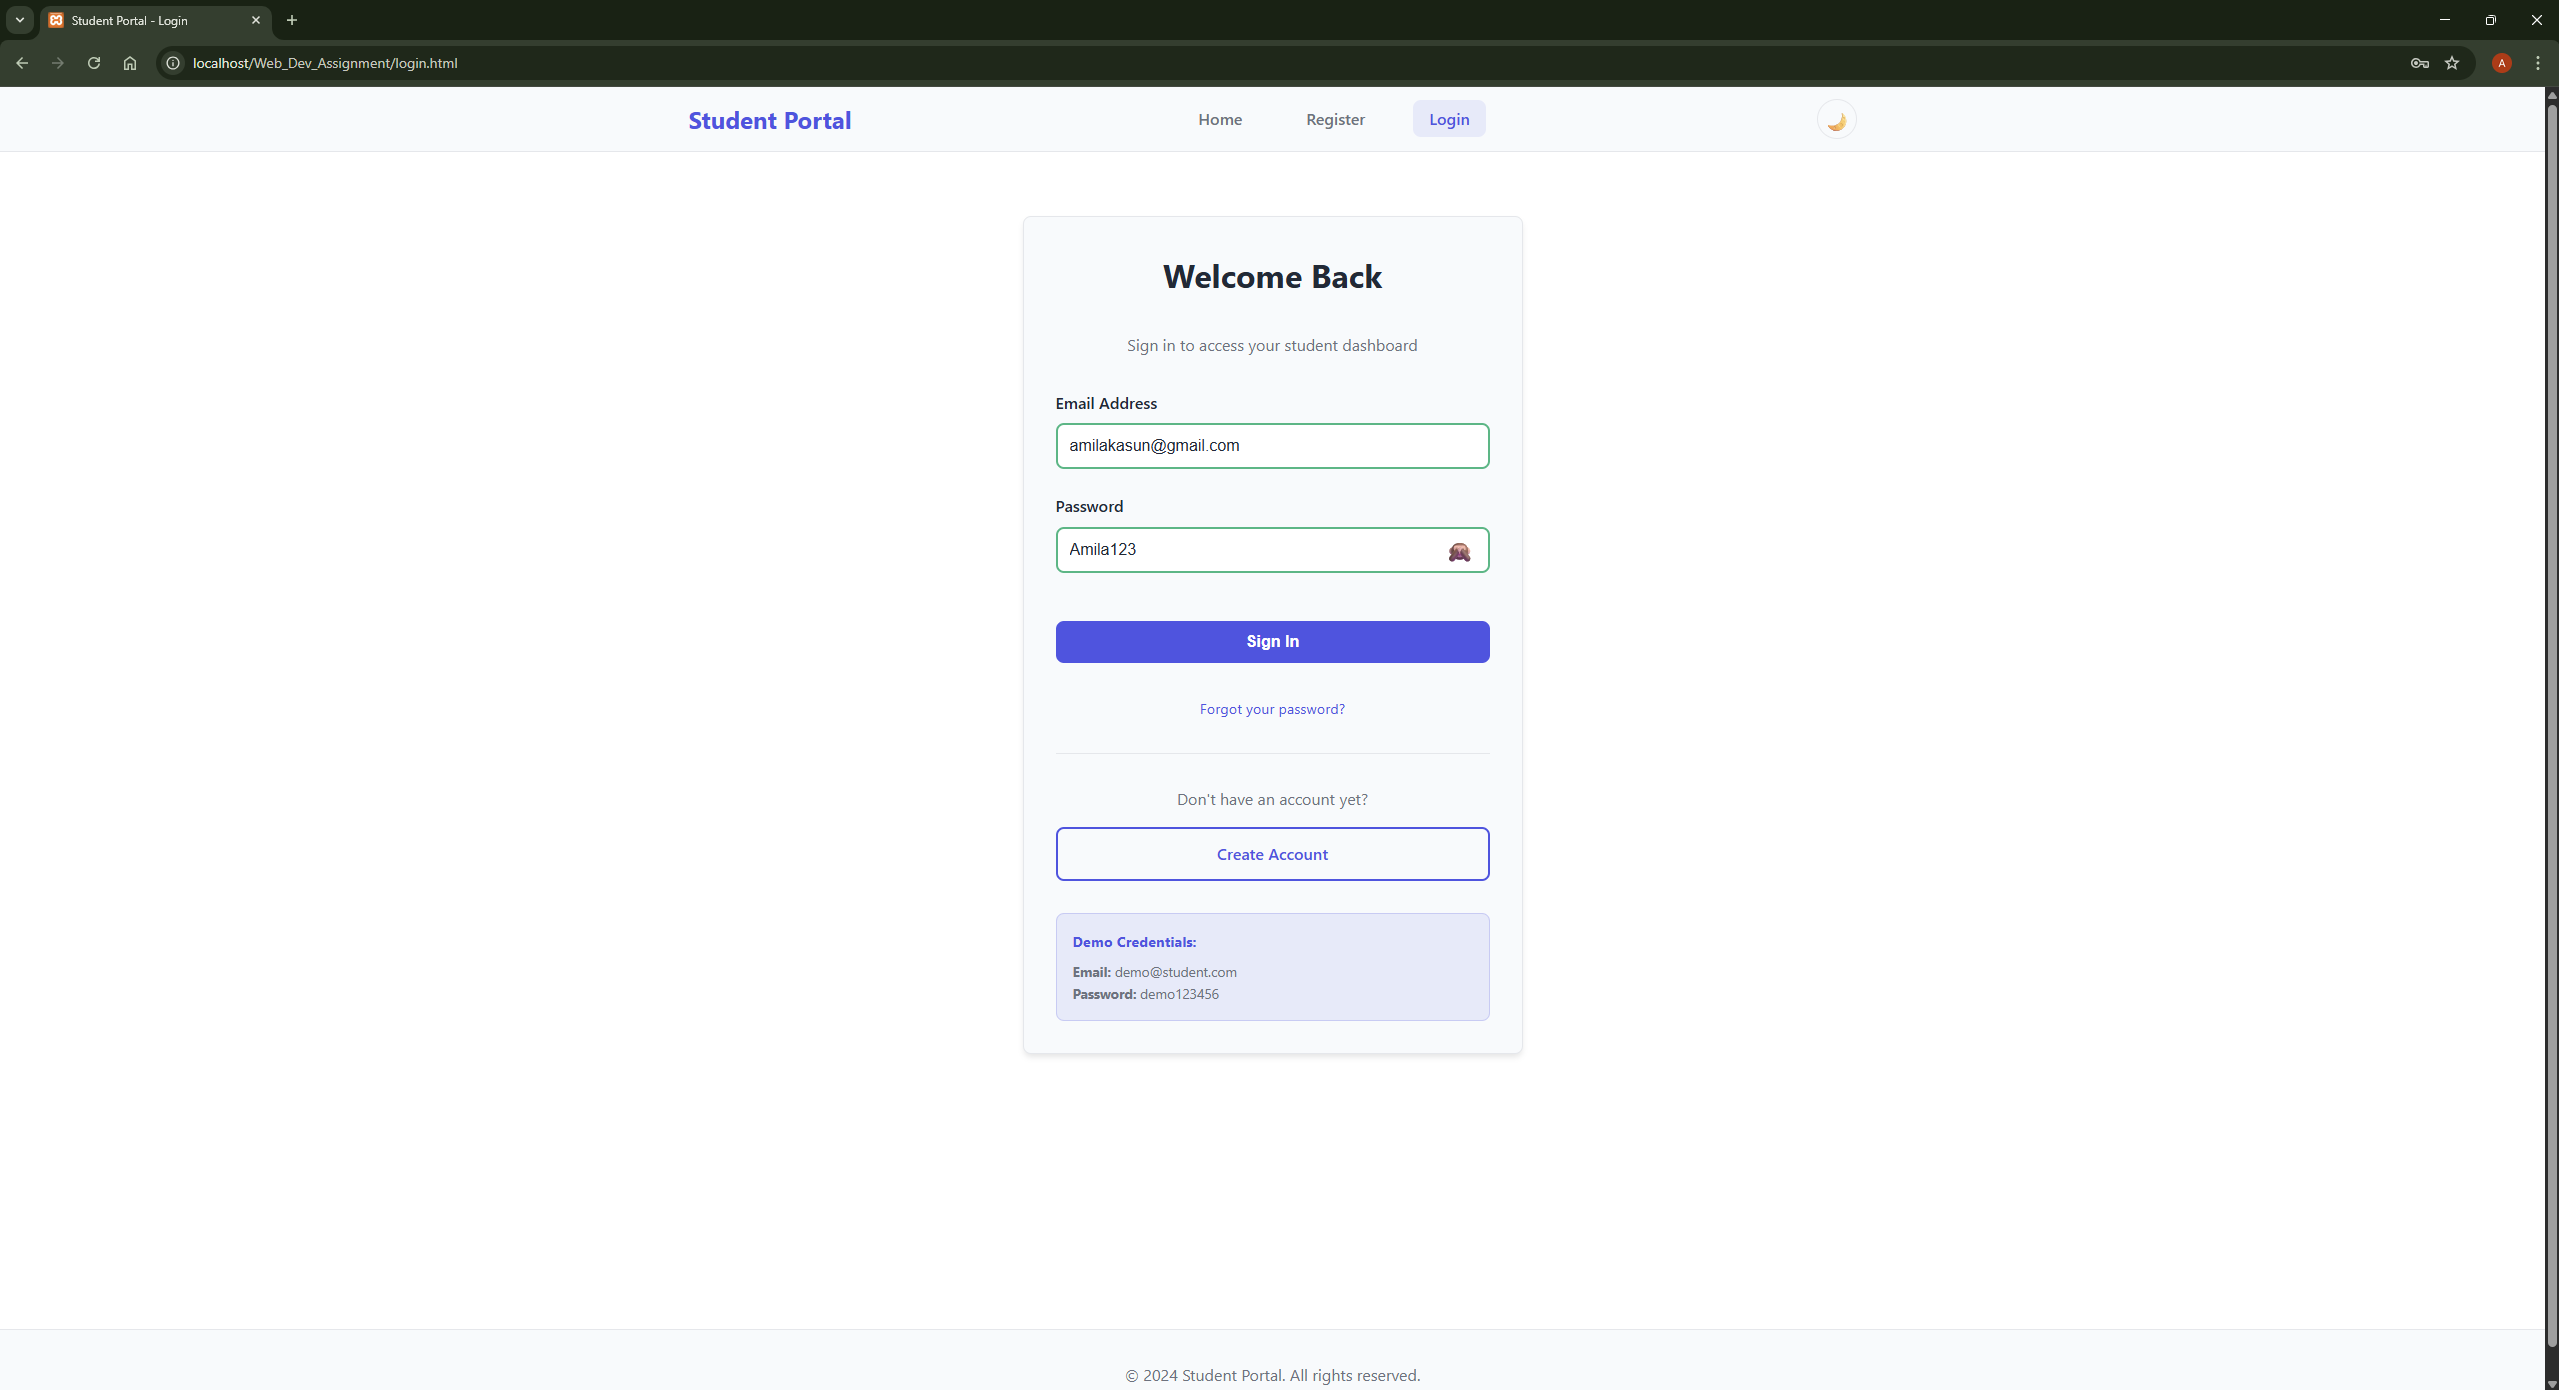 Student Portal - Login
localhost/Web_Dev_Assignment/login.html
A
Student Portal
Home
Register
Login
Welcome Back
Sign in to access your student dashboard
Email Address
amilakasun@gmail.com
Password
Amila123
Sign In
Forgot your password?
Don't have an account yet?
Create Account
Demo Credentials:
Email: demo@student.com
Password: demo123456
© 2024 Student Portal. All rights reserved.